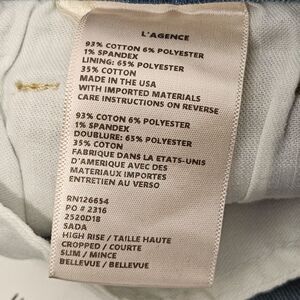 L'AGENCE
93% COTTON 6% POLYESTER
1% SPANDEX
LINING: 65% POLYESTER
35% COTTON
MADE IN THE USA
WITH IMPORTED MATERIALS
CARE INSTRUCTIONS ON REVERSE
93% COTTON 6% POLYESTER
1% SPANDEX
DOUBLURE: 65% POLYESTER
35% COTON
FABRIQUE DANS LA ETATS-UNIS
D'AMERIQUE AVEC DES
MATERIAUX IMPORTES
ENTRETIEN AU VERSO
RN126654
PO # 2316
2520D18
SADA
HIGH RISE / TAILLE HAUTE
CROPPED / COURTE
SLIM / MINCE
BELLEVUE / BELLEVUE